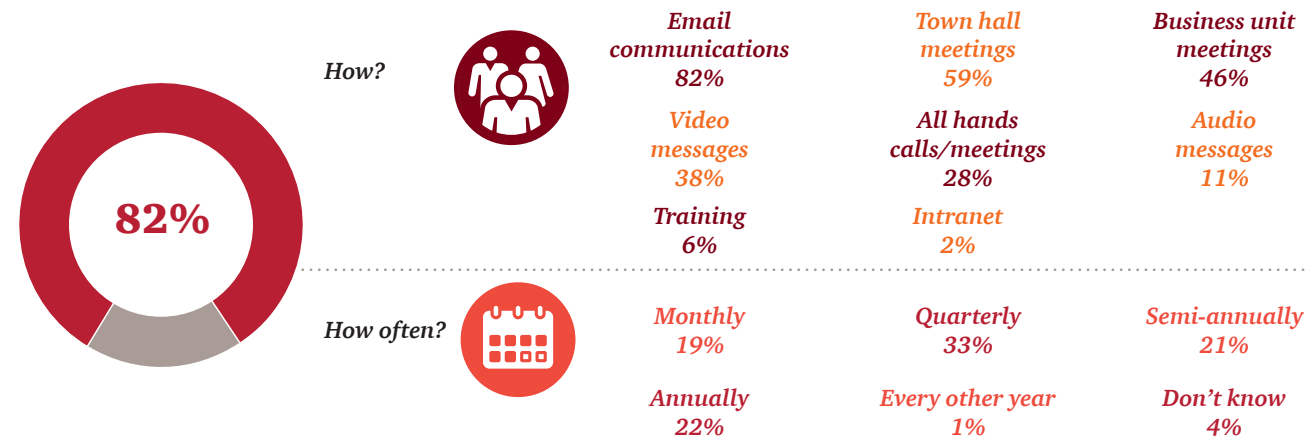 82%
How?
Email
communications
82%
Town hall
meetings
59%
Business unit
meetings
46%
Video
messages
38%
All hands
calls/meetings
28%
Audio
messages
11%
Training
6%
Intranet
2%
How often?
Monthly
19%
Quarterly
33%
Semi-annually
21%
Annually
22%
Every other year
1%
Don’t know
4%